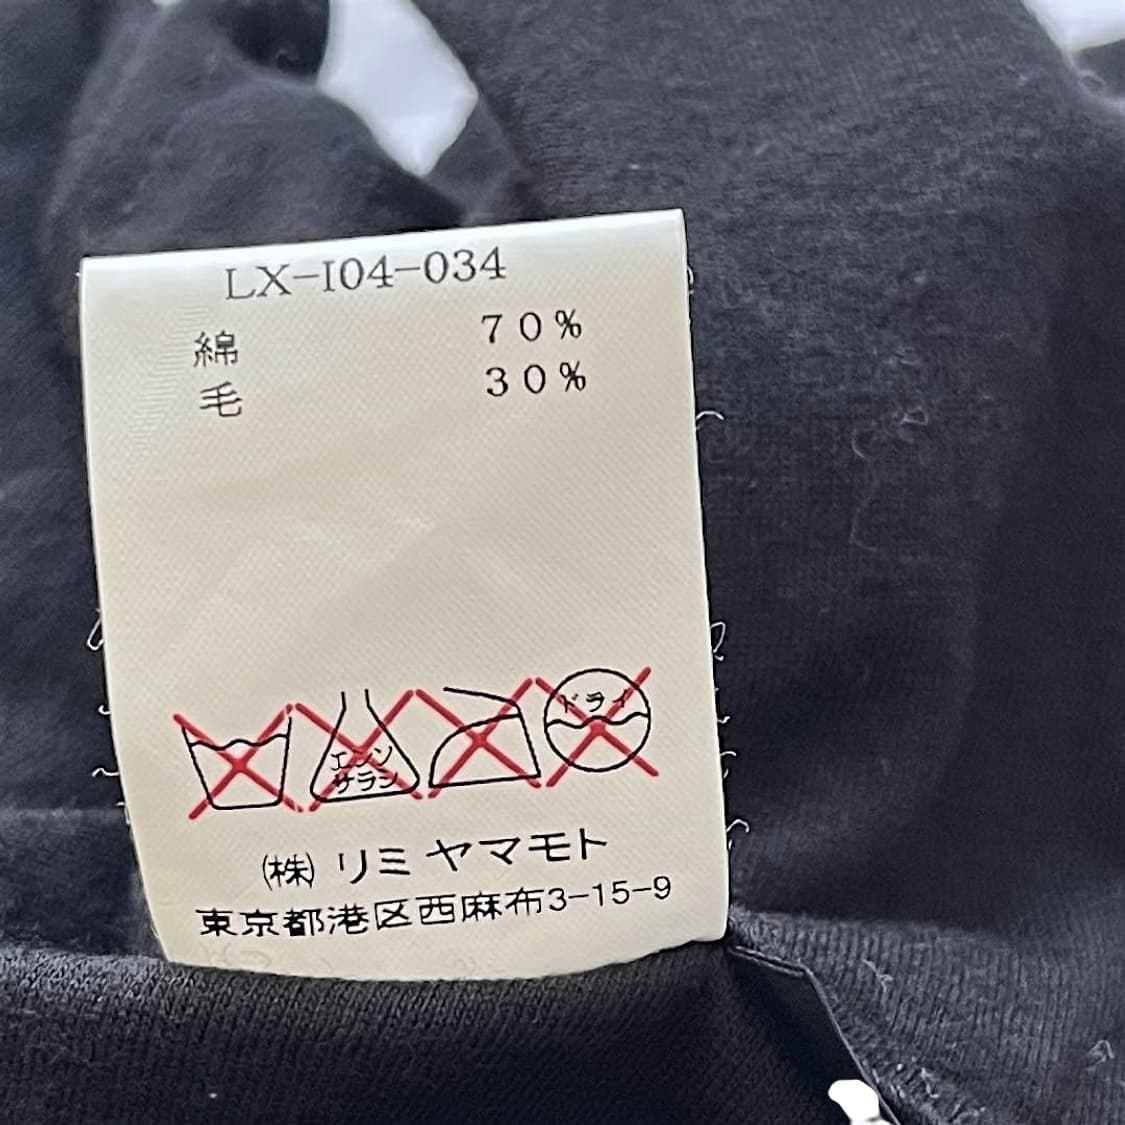 LX-I04-034
綿 70%
毛 30%
エンソ サラシ ドライ
(株) リミ ヤマモト
東京都港区西麻布3-15-9